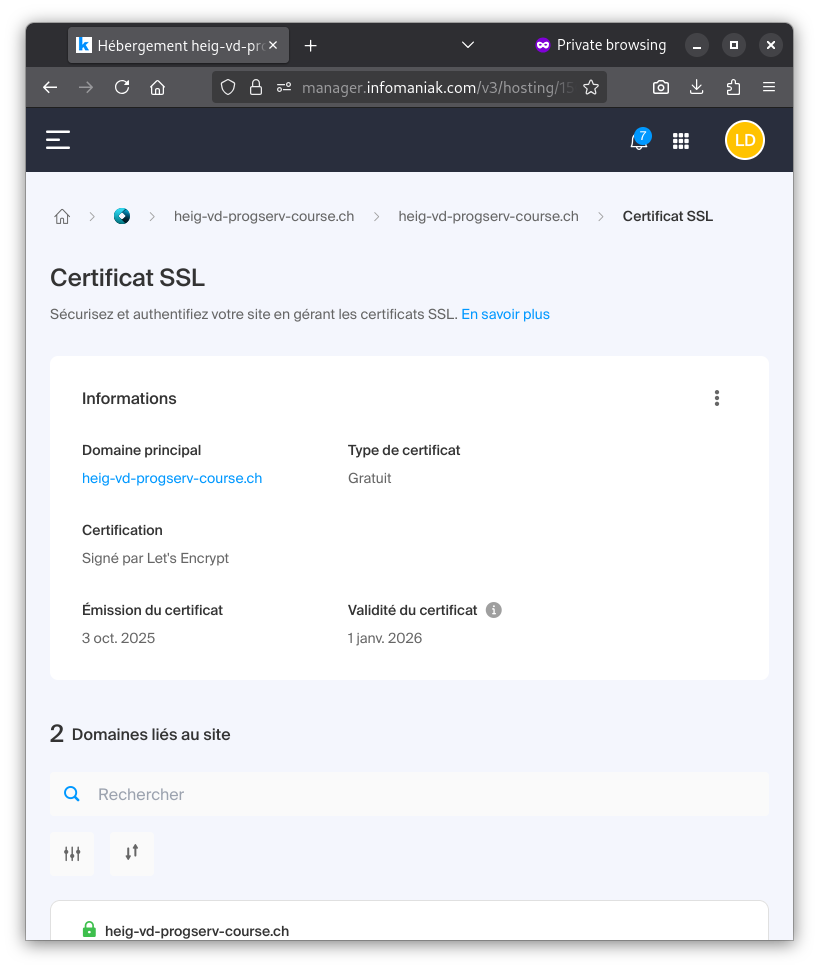 Hébergement heig-vd-pr
Private browsing
manager.infomaniak.com/v3/hosting/15
7
LD
heig-vd-progserv-course.ch
heig-vd-progserv-course.ch
Certificat SSL
Certificat SSL
Sécurisez et authentifiez votre site en gérant les certificats SSL. En savoir plus
Informations
Domaine principal
Type de certificat
heig-vd-progserv-course.ch
Gratuit
Certification
Signé par Let's Encrypt
Émission du certificat
Validité du certificat
3 oct. 2025
1 janv. 2026
2 Domaines liés au site
Rechercher
heig-vd-progserv-course.ch